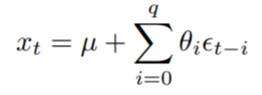 $$x_t = \mu + \sum_{i=0}^{q} \theta_i \epsilon_{t-i}$$